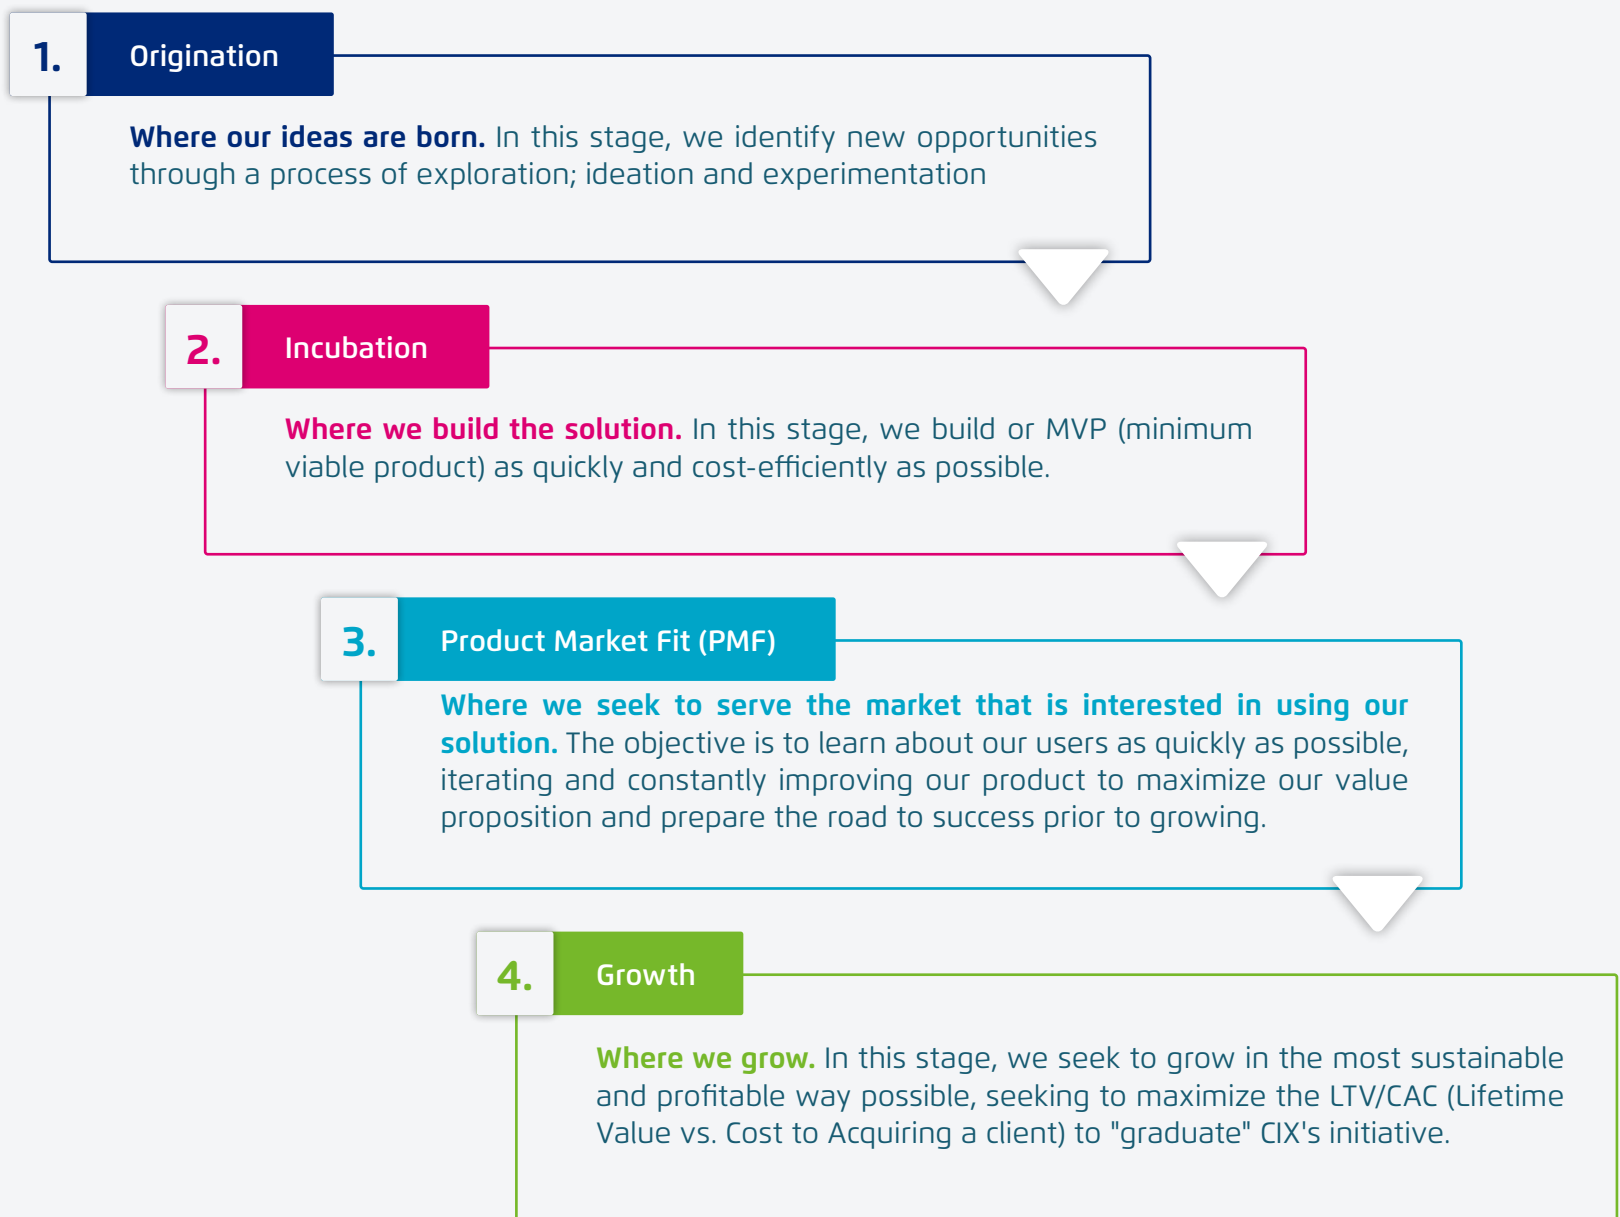 1.
Origination
Where our ideas are born. In this stage, we identify new opportunities
through a process of exploration; ideation and experimentation
2.
Incubation
Where we build the solution. In this stage, we build or MVP (minimum
viable product) as quickly and cost-efficiently as possible.
3.
Product Market Fit (PMF)
Where we seek to serve the market that is interested in using our
solution. The objective is to learn about our users as quickly as possible,
iterating and constantly improving our product to maximize our value
proposition and prepare the road to success prior to growing.
4.
Growth
Where we grow. In this stage, we seek to grow in the most sustainable
and profitable way possible, seeking to maximize the LTV/CAC (Lifetime
Value vs. Cost to Acquiring a client) to "graduate" CIX's initiative.